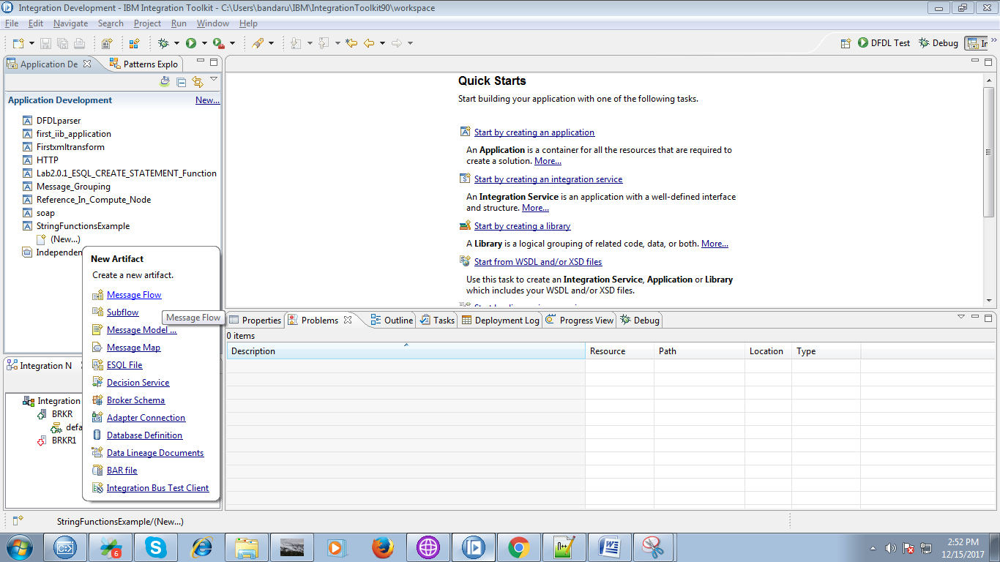 Integration Development - IBM Integration Toolkit - C:\Users\bandaru\IBM\IntegrationToolkit90\workspace
File Edit Navigate Search Project Run Window Help
DFDL Test Debug
Application De Patterns Explo
Application Development New...
DFDLparser
first_iib_application
Firstxmltransform
HTTP
Lab2.0.1_ESQL_CREATE_STATEMENT_Function
Message_Grouping
Reference_In_Compute_Node
soap
StringFunctionsExample
(New...)
Independen
New Artifact
Create a new artifact.
Message Flow
Subflow
Message Flow
Message Model ...
Message Map
ESQL File
Decision Service
Broker Schema
Adapter Connection
Database Definition
Data Lineage Documents
BAR file
Integration Bus Test Client
Integration N
Integration
BRKR
defa
BRKR1
Quick Starts
Start building your application with one of the following tasks.
Start by creating an application
An Application is a container for all the resources that are required to
create a solution. More...
Start by creating an integration service
An Integration Service is an application with a well-defined interface
and structure. More...
Start by creating a library
A Library is a logical grouping of related code, data, or both. More...
Start from WSDL and/or XSD files
Use this task to create an Integration Service, Application or Library
which includes your WSDL and/or XSD files.
Properties Problems Outline Tasks Deployment Log Progress View Debug
0 items
Description Resource Path Location Type
StringFunctionsExample/(New...)
6
2:52 PM
12/15/2017